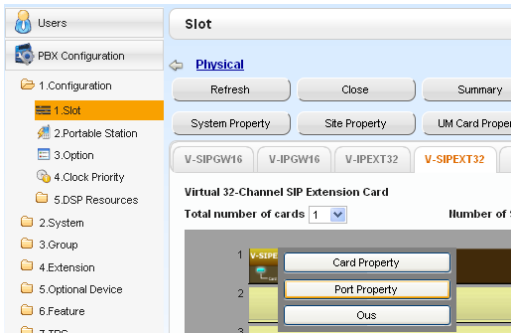 Users
PBX Configuration
1.Configuration
1.Slot
2.Portable Station
3.Option
4.Clock Priority
5.DSP Resources
2.System
3.Group
4.Extension
5.Optional Device
6.Feature
Slot
Physical
Refresh Close Summary
System Property Site Property UM Card Proper
V-SIPGW16 V-IPGW16 V-IPEXT32 V-SIPEXT32
Virtual 32-Channel SIP Extension Card
Total number of cards 1 Number of S
1 V-SIPE
Card Property
2 Port Property
Ous
3